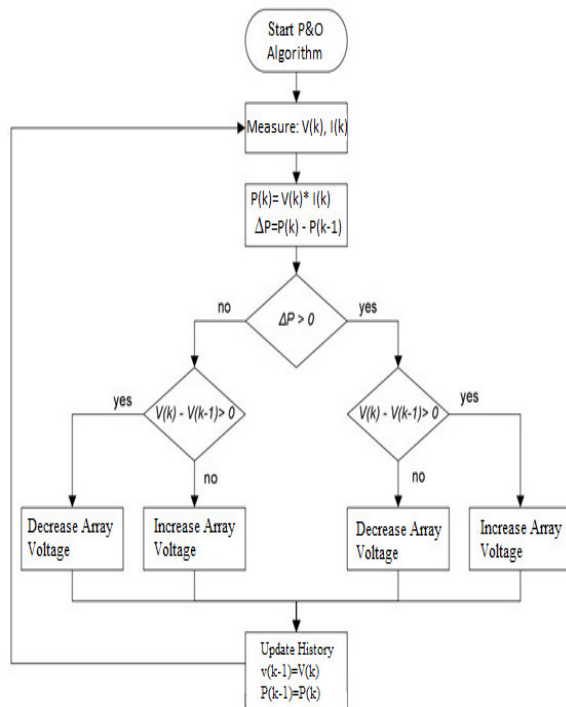 Start P&O
Algorithm
Measure: V(k), I(k)
P(k)= V(k)* I(k)
ΔP=P(k) - P(k-1)
no
ΔP > 0
yes
yes
V(k) - V(k-1)> 0
no
V(k) - V(k-1)> 0
yes
no
Decrease Array
Voltage
Increase Array
Voltage
Decrease Array
Voltage
Increase Array
Voltage
Update History
v(k-1)=V(k)
P(k-1)=P(k)